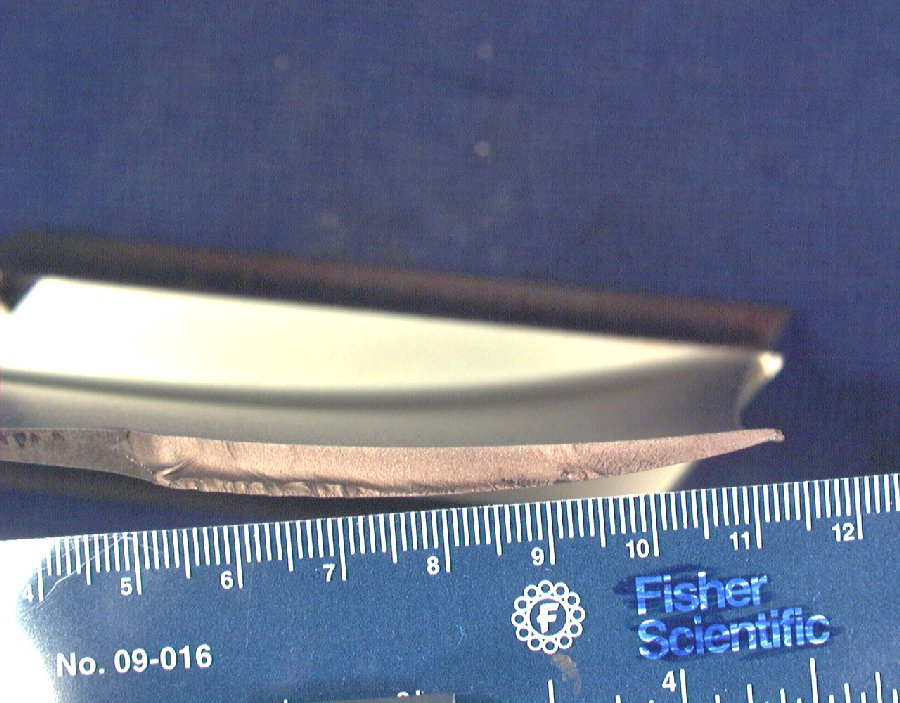 4 5 6 7 8 9 10 11 12
F
Fisher
Scientific
No. 09-016
4